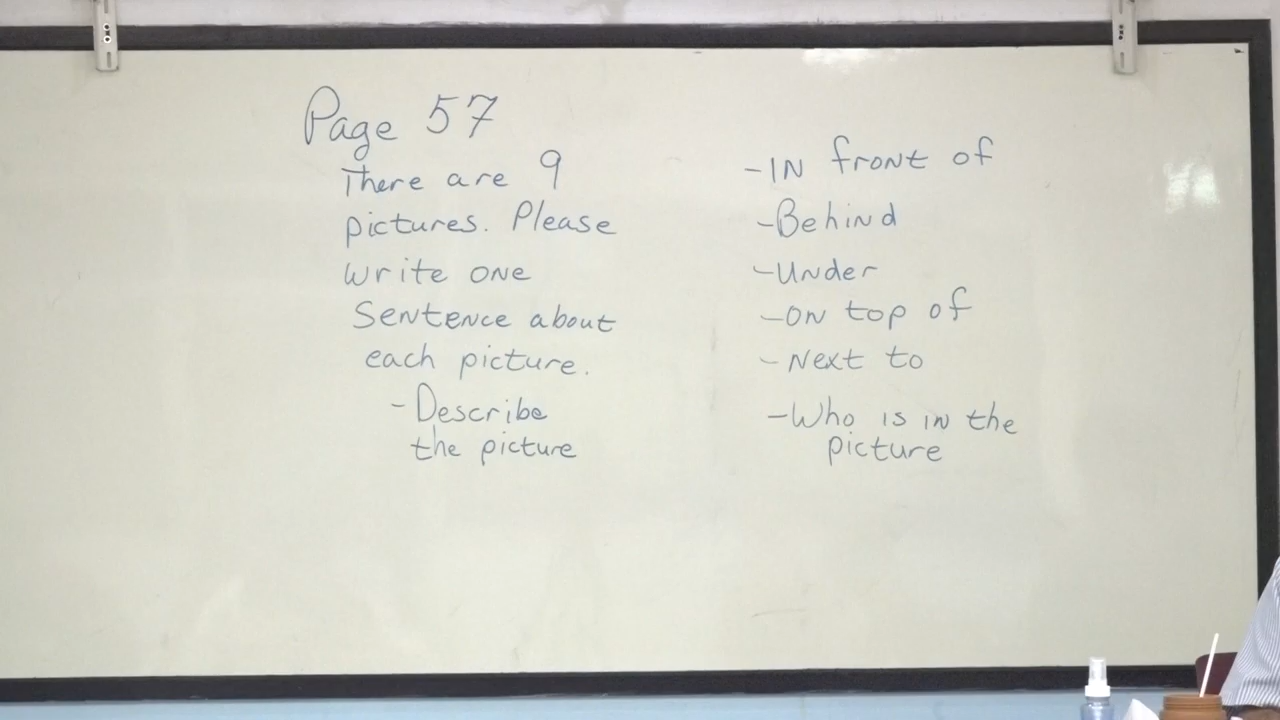 Page 57
There are 9
pictures. Please
write one
Sentence about
each picture.
- Describe
the picture
- IN front of
- Behind
- Under
- ON top of
- Next to
- Who is in the
picture